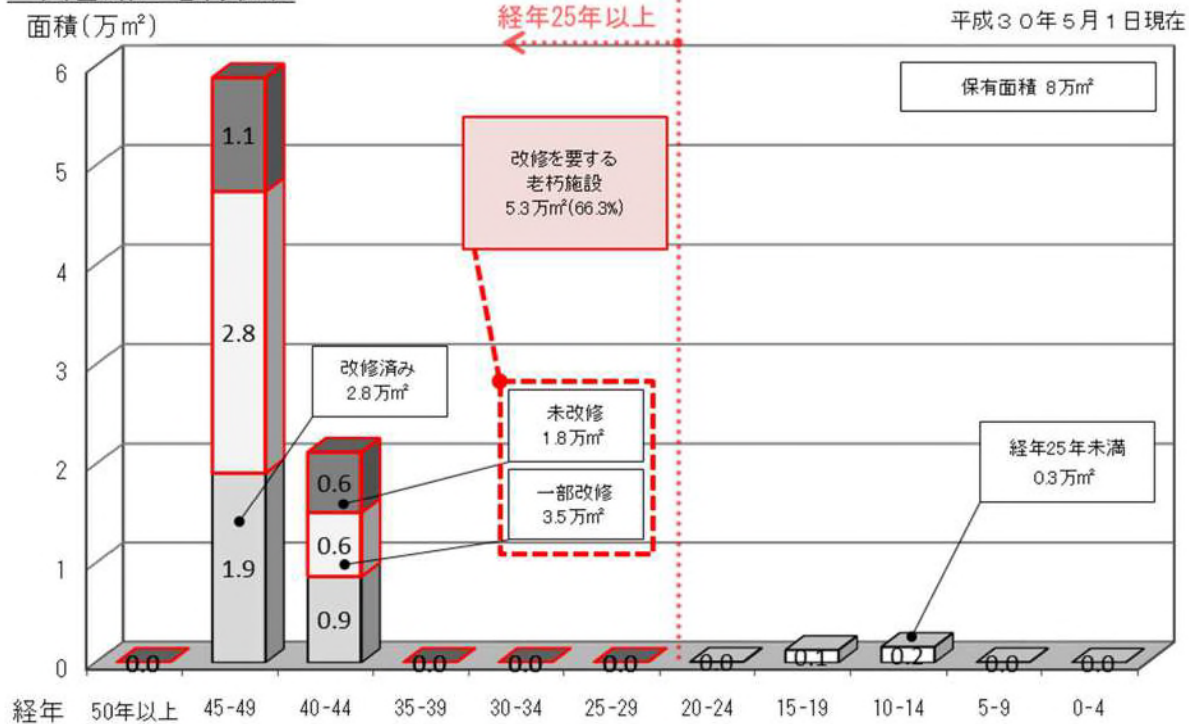 面積(万㎡)
経年25年以上
平成30年5月1日現在
保有面積 8万㎡
改修を要する
老朽施設
5.3万㎡(66.3%)
改修済み
2.8万㎡
未改修
1.8万㎡
一部改修
3.5万㎡
経年25年未満
0.3万㎡
6
5
4
3
2
1
0
1.1
2.8
1.9
0.6
0.6
0.9
0.0 0.0 0.0 0.0 0.0 0.1 0.2 0.0 0.0
経年 50年以上 45-49 40-44 35-39 30-34 25-29 20-24 15-19 10-14 5-9 0-4